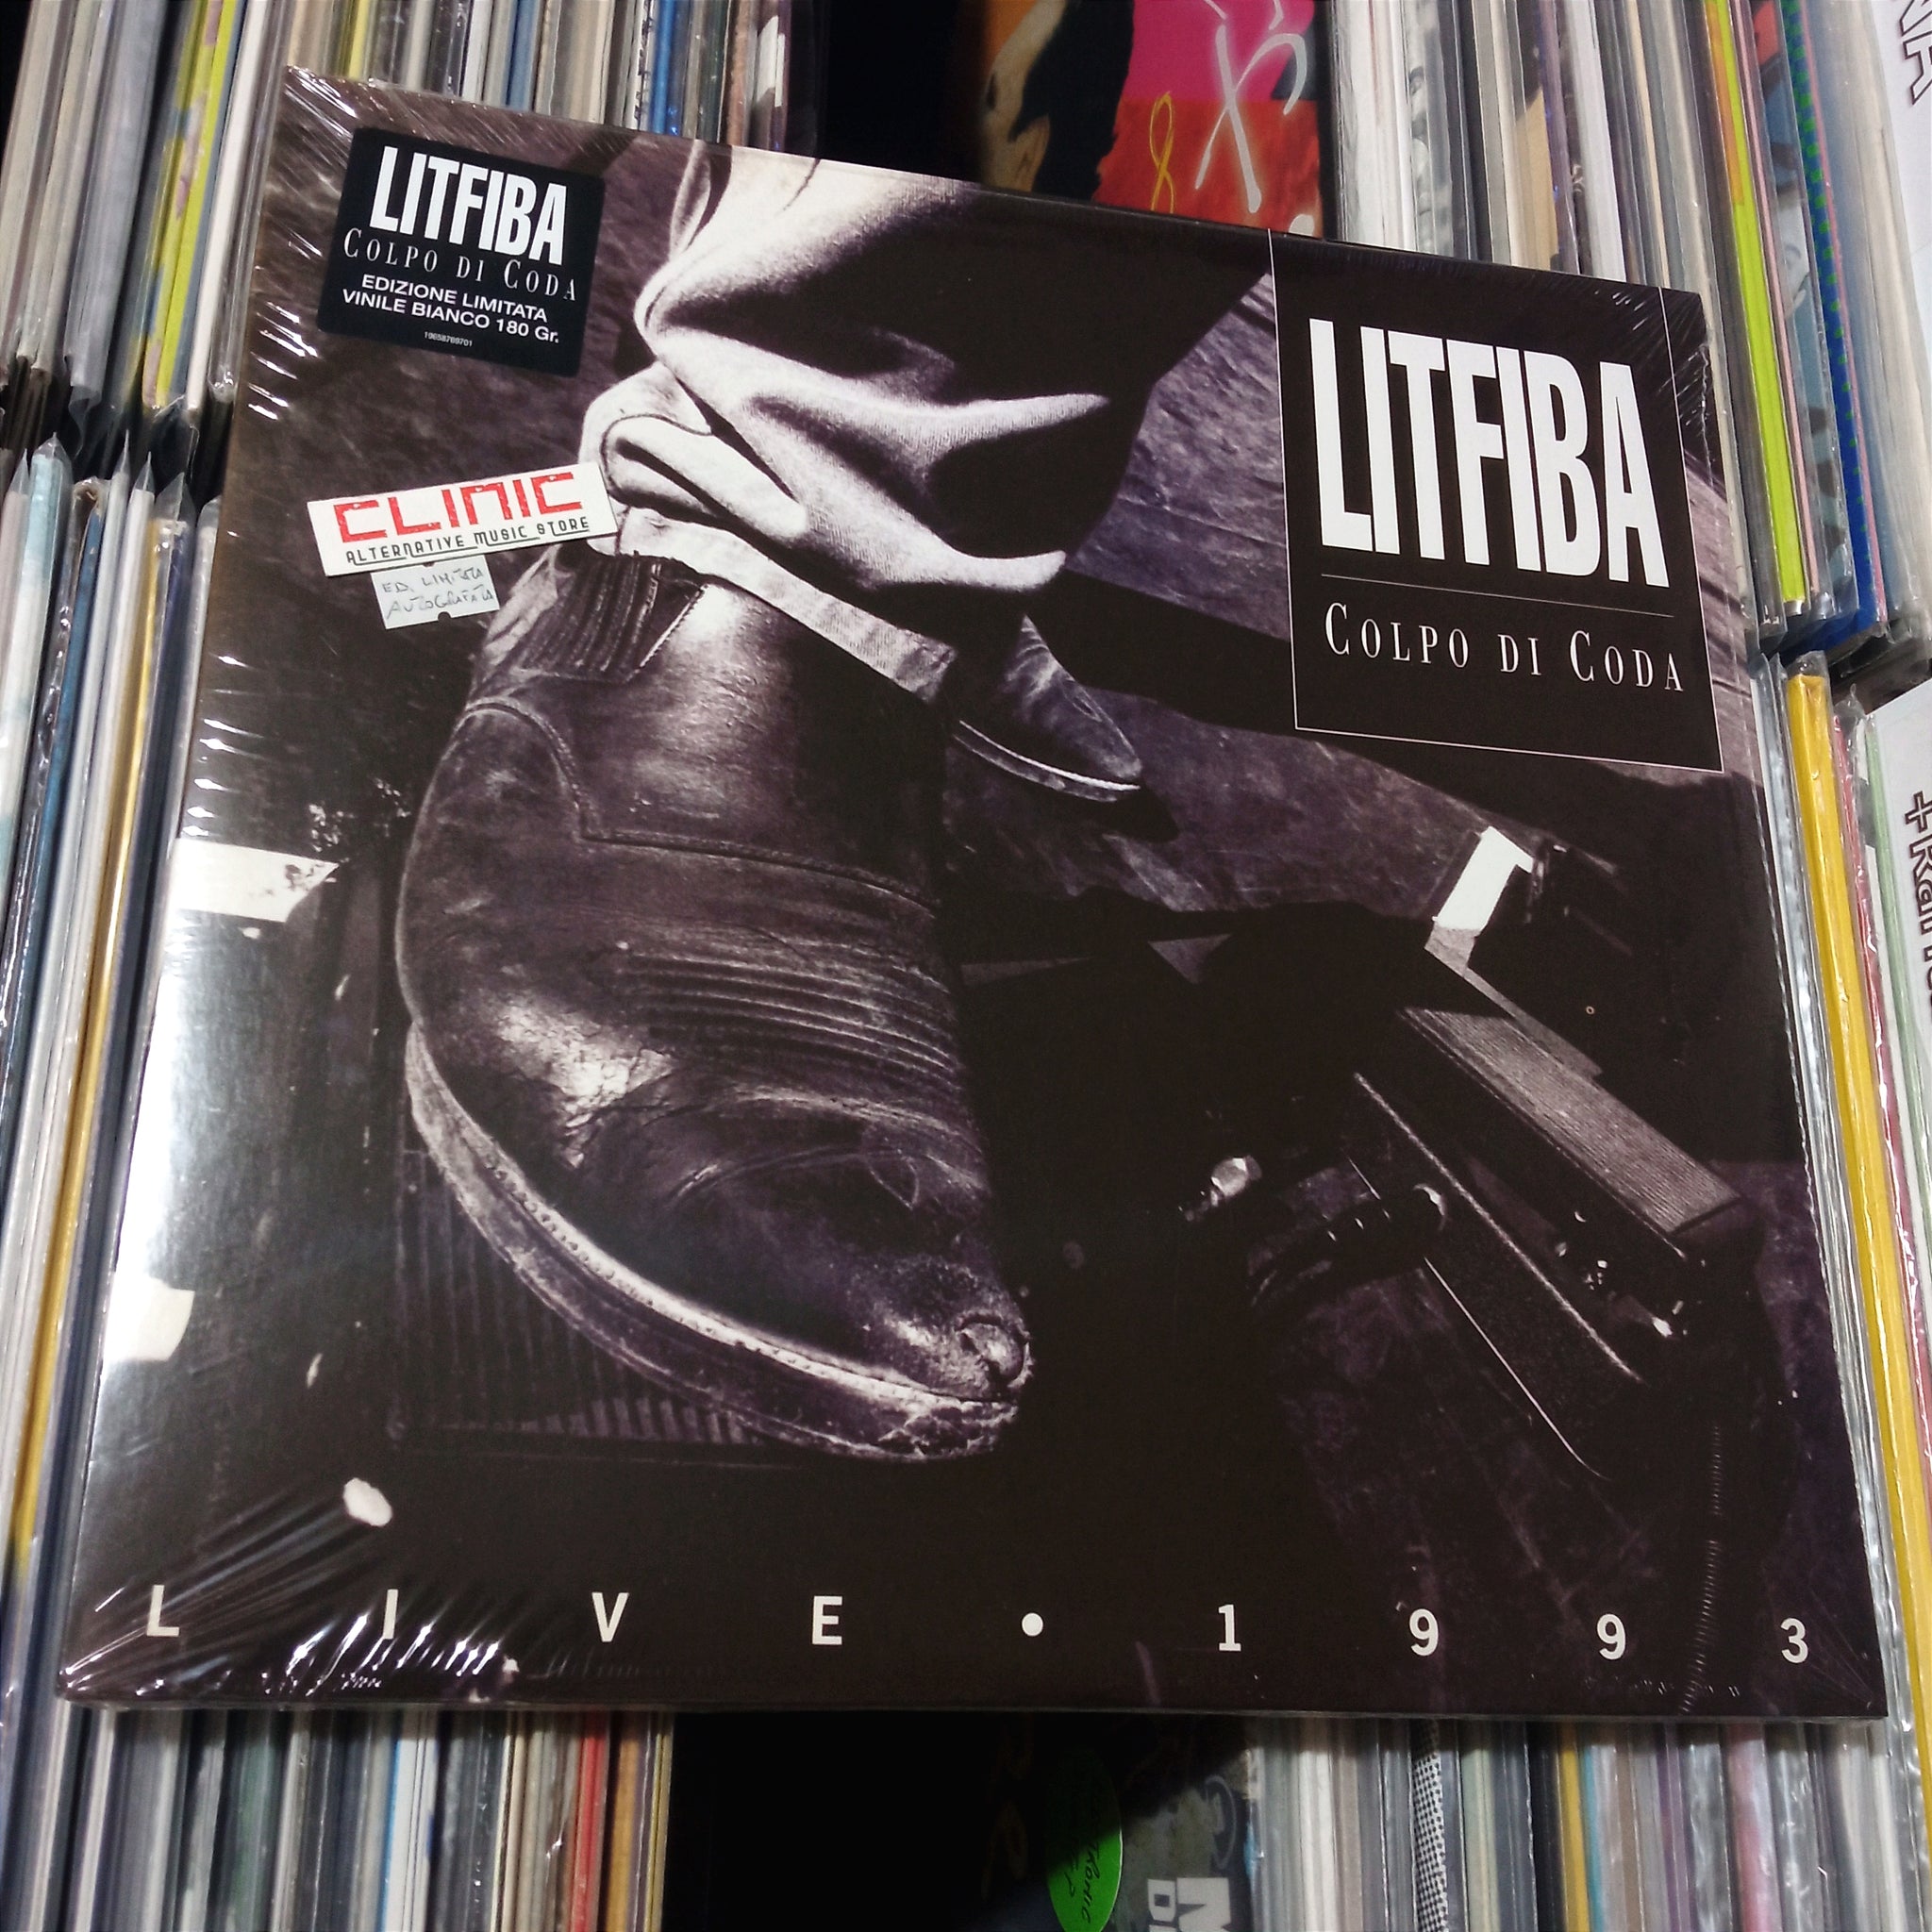 LITFIBA
COLPO DI CODA
EDIZIONE LIMITATA
VINILE BIANCO 180 Gr.
19658769701
LITFIBA
COLPO DI CODA
CLINIC
ALTERNATIVE MUSIC STORE
ED. LIMITATA
AUTOGRAFATA
LIVE • 1993